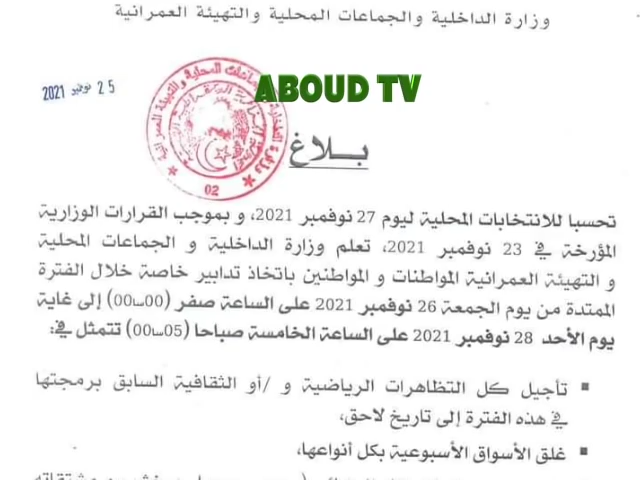 وزارة الداخلية والجماعات المحلية والتهيئة العمرانية
ABOUD TV
25 نوفمبر 2021
02
بـــلاغ
تحسبا للانتخابات المحلية ليوم 27 نوفمبر 2021، و بموجب القرارات الوزارية
المؤرخة في 23 نوفمبر 2021، تعلم وزارة الداخلية و الجماعات المحلية
و التهيئة العمرانية المواطنات و المواطنين باتخاذ تدابير خاصة خلال الفترة
الممتدة من يوم الجمعة 26 نوفمبر 2021 على الساعة صفر (00سا00) إلى غاية
يوم الأحد 28 نوفمبر 2021 على الساعة الخامسة صباحا (05سا00) تتمثل في:
▪ تأجيل كل التظاهرات الرياضية و /أو الثقافية السابق برمجتها
في هذه الفترة إلى تاريخ لاحق،
▪ غلق الأسواق الأسبوعية بكل أنواعها،